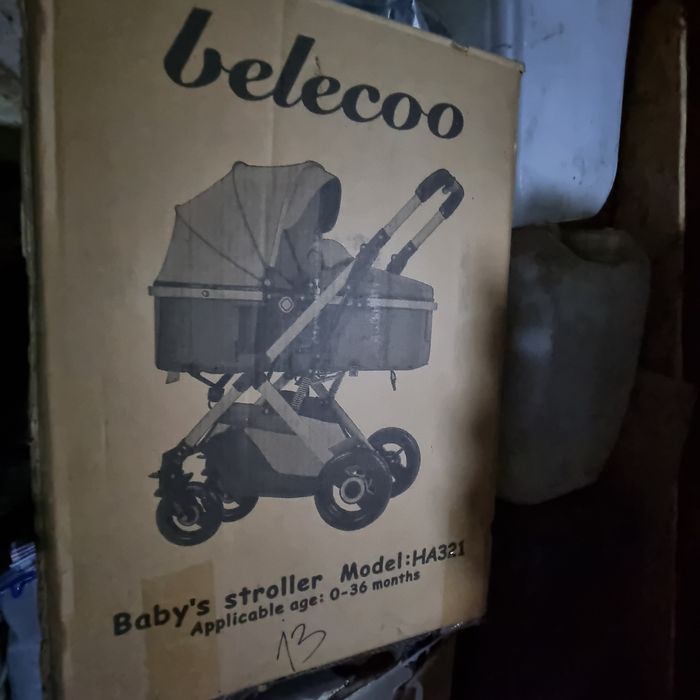 belecoo
Baby's stroller Model:HA321
Applicable age: 0-36 months
13